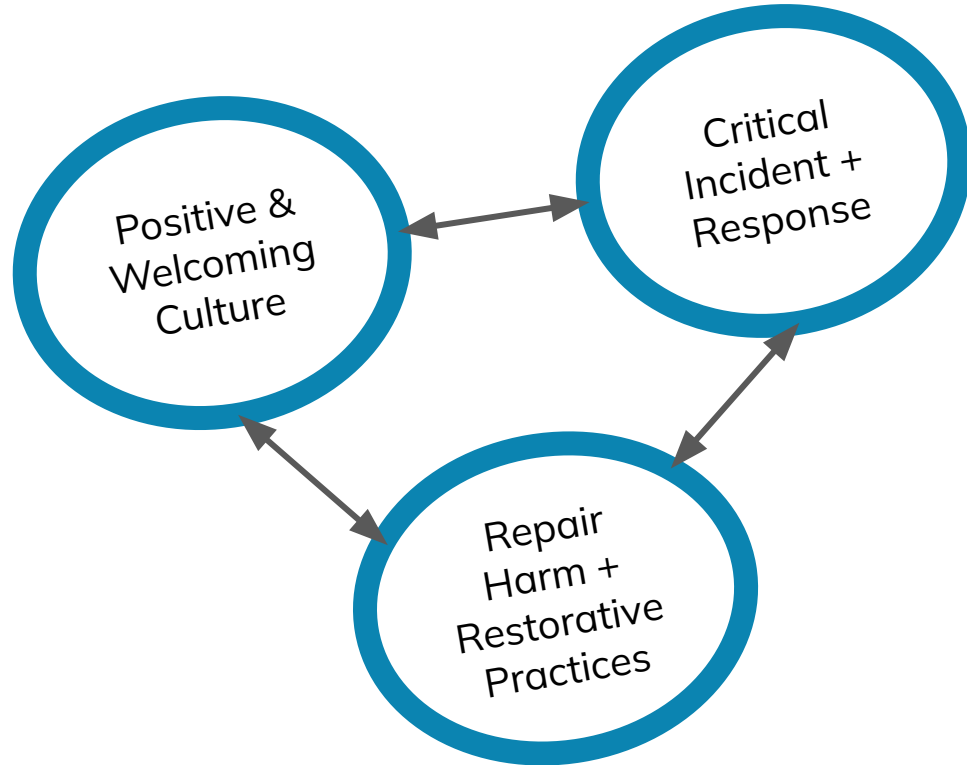 Positive &
Welcoming
Culture
Critical
Incident +
Response
Repair
Harm +
Restorative
Practices